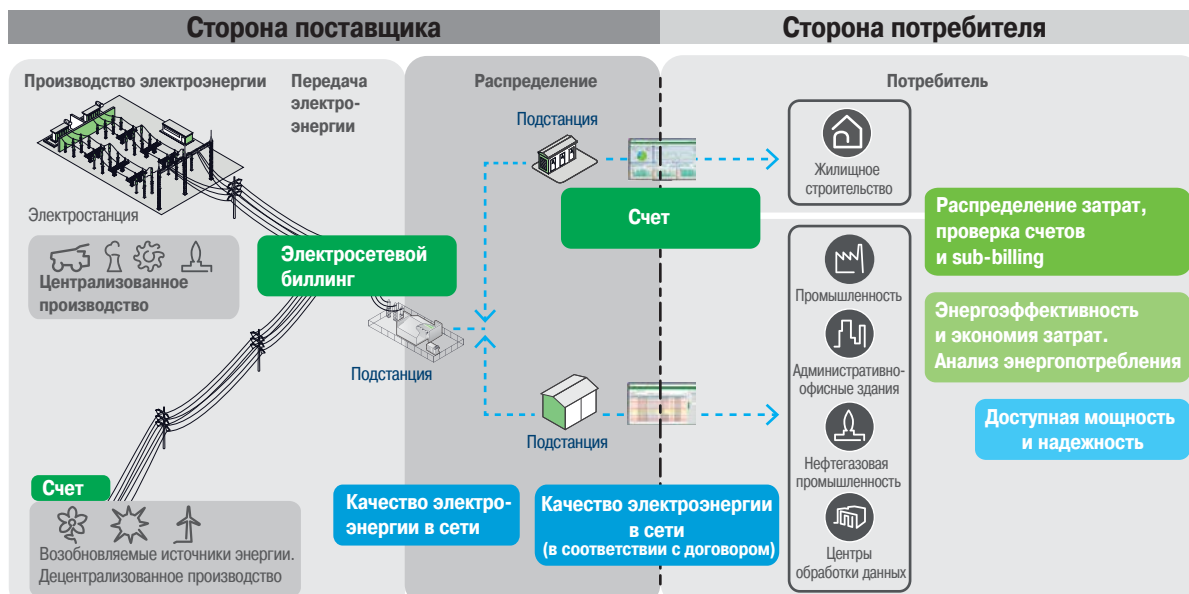 Сторона поставщика
Сторона потребителя
Производство электроэнергии
Передача
электро-
энергии
Распределение
Потребитель
Подстанция
Жилищное
строительство
Электростанция
Счет
Распределение затрат,
проверка счетов
и sub-billing
Электросетевой
биллинг
Централизованное
производство
Промышленность
Энергоэффективность
и экономия затрат.
Анализ энергопотребления
Подстанция
Административно-
офисные здания
Подстанция
Доступная мощность
и надежность
Нефтегазовая
промышленность
Счет
Качество электро-
энергии в сети
Качество электроэнергии
в сети
(в соответствии с договором)
Возобновляемые источники энергии.
Децентрализованное производство
Центры
обработки данных